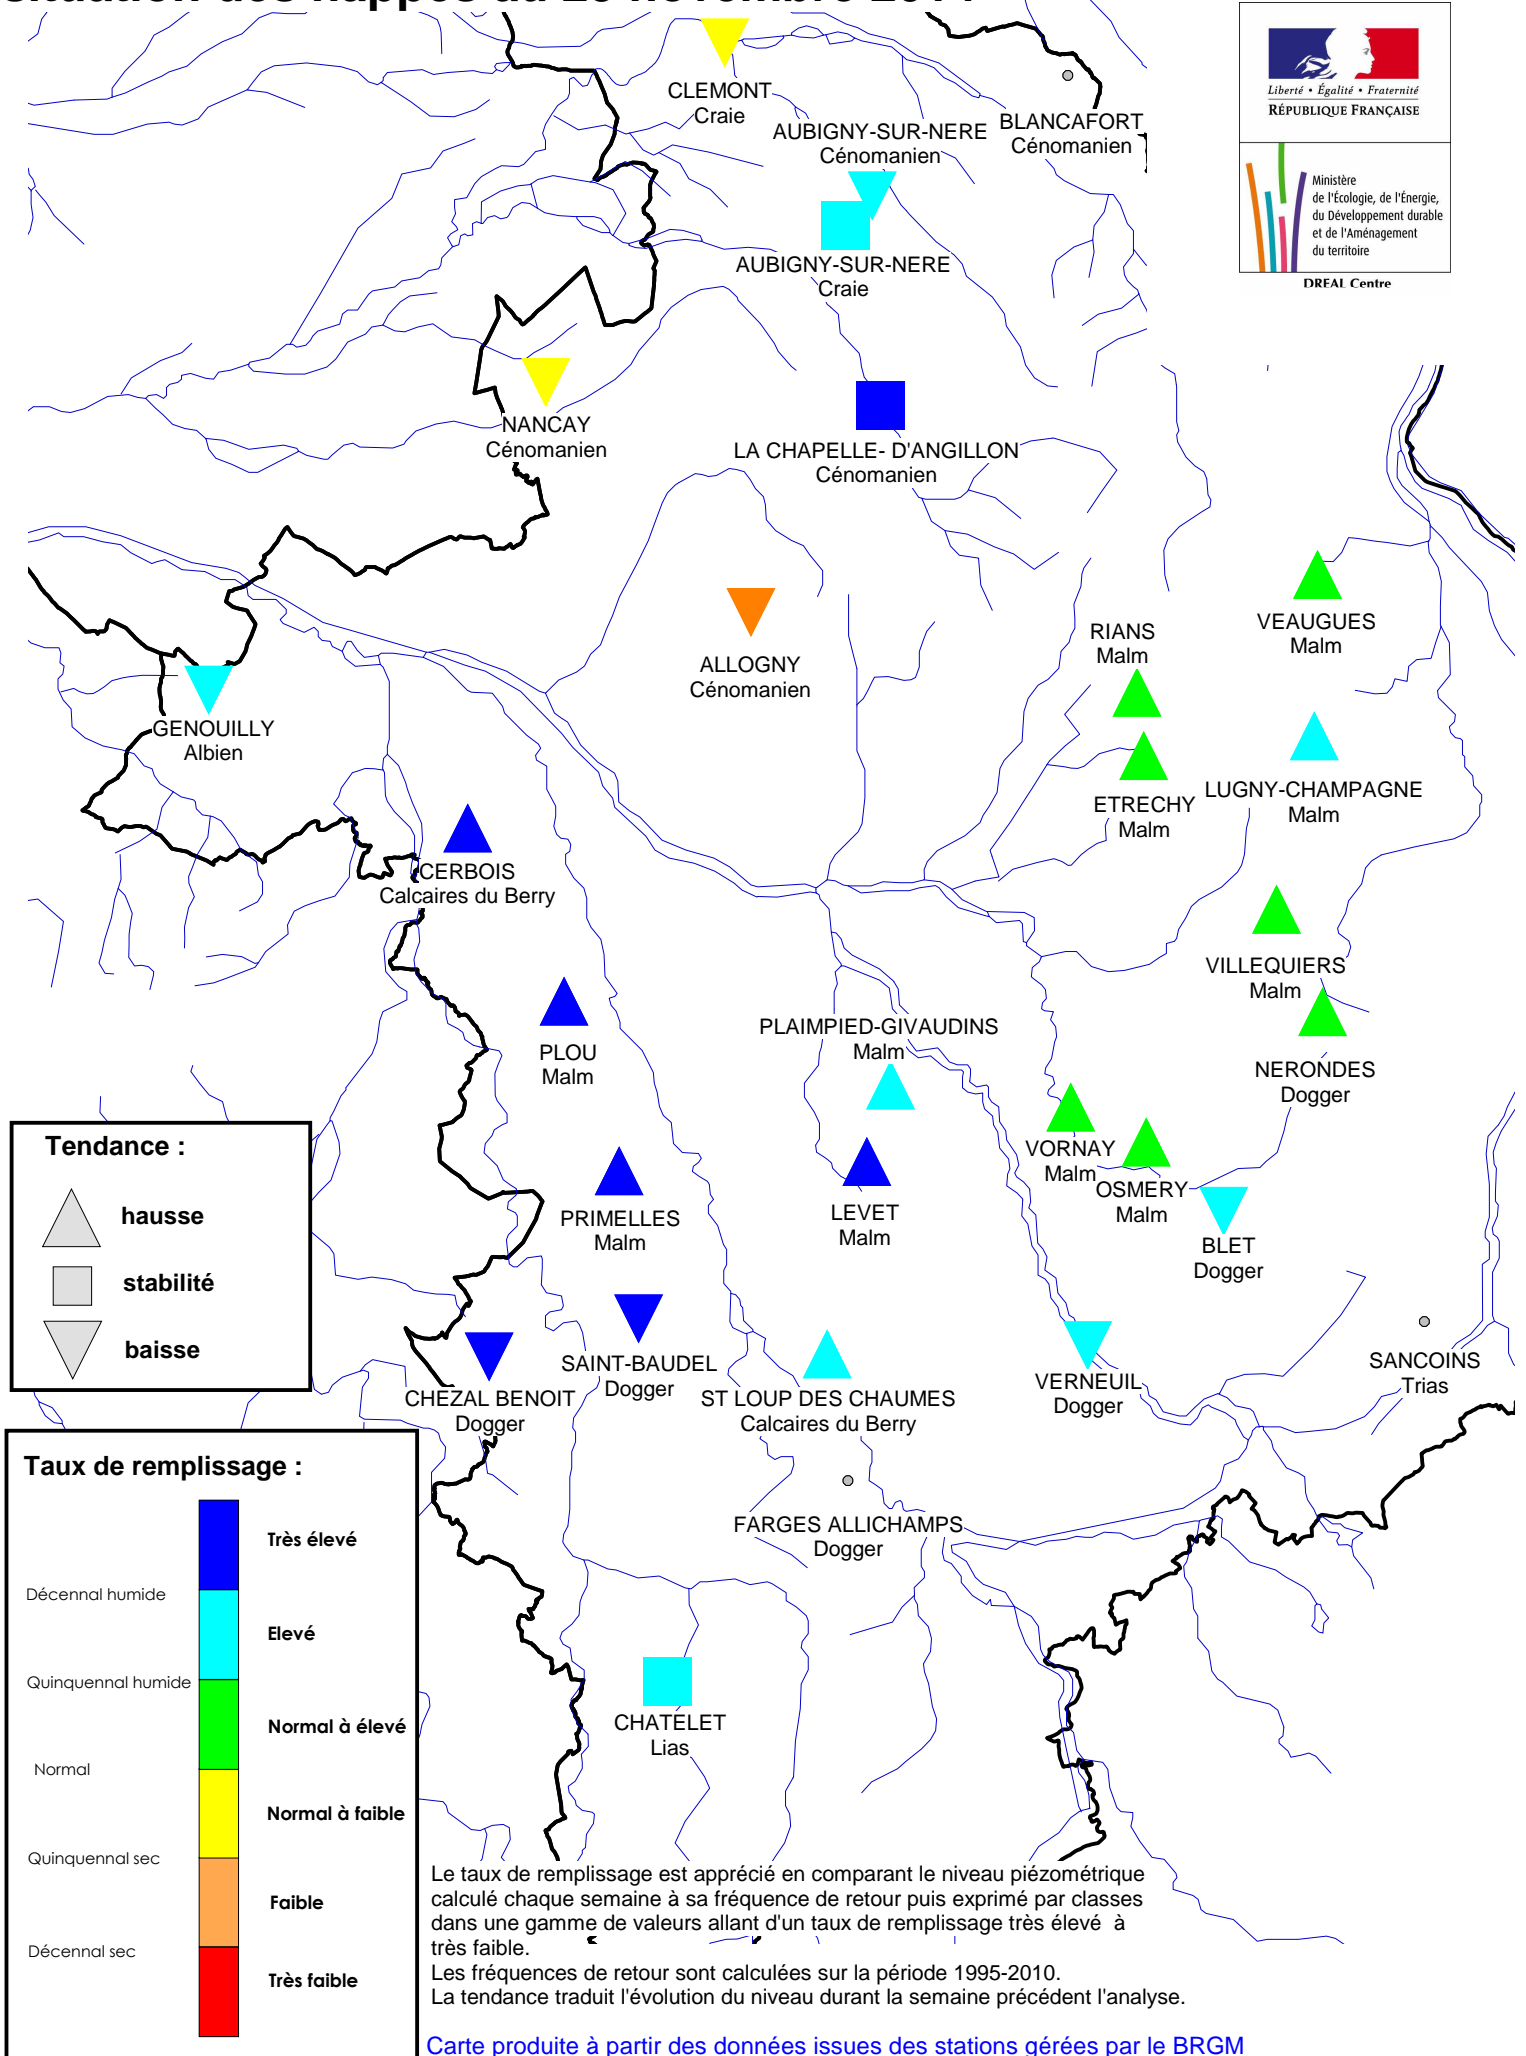 CLEMONT
Craie
AUBIGNY-SUR-NERE
Cénomanien
BLANCAFORT
Cénomanien
Liberté • Égalité • Fraternité
RÉPUBLIQUE FRANÇAISE
Ministère
de l'Écologie, de l'Énergie,
du Développement durable
et de l'Aménagement
du territoire
DREAL Centre
AUBIGNY-SUR-NERE
Craie
NANCAY
Cénomanien
LA CHAPELLE- D'ANGILLON
Cénomanien
ALLOGNY
Cénomanien
RIANS
Malm
VEAUGUES
Malm
GENOUILLY
Albien
ETRECHY
Malm
LUGNY-CHAMPAGNE
Malm
CERBOIS
Calcaires du Berry
VILLEQUIERS
Malm
PLOU
Malm
PLAIMPIED-GIVAUDINS
Malm
NERONDES
Dogger
VORNAY
Malm
OSMERY
Malm
PRIMELLES
Malm
LEVET
Malm
BLET
Dogger
CHEZAL BENOIT
Dogger
SAINT-BAUDEL
Dogger
ST LOUP DES CHAUMES
Calcaires du Berry
VERNEUIL
Dogger
SANCOINS
Trias
FARGES ALLICHAMPS
Dogger
CHATELET
Lias
Tendance :
hausse
stabilité
baisse
Taux de remplissage :
Très élevé
Décennal humide
Elevé
Quinquennal humide
Normal à élevé
Normal
Normal à faible
Quinquennal sec
Faible
Décennal sec
Très faible
Le taux de remplissage est apprécié en comparant le niveau piézométrique
calculé chaque semaine à sa fréquence de retour puis exprimé par classes
dans une gamme de valeurs allant d'un taux de remplissage très élevé à
très faible.
Les fréquences de retour sont calculées sur la période 1995-2010.
La tendance traduit l'évolution du niveau durant la semaine précédent l'analyse.
Carte produite à partir des données issues des stations gérées par le BRGM